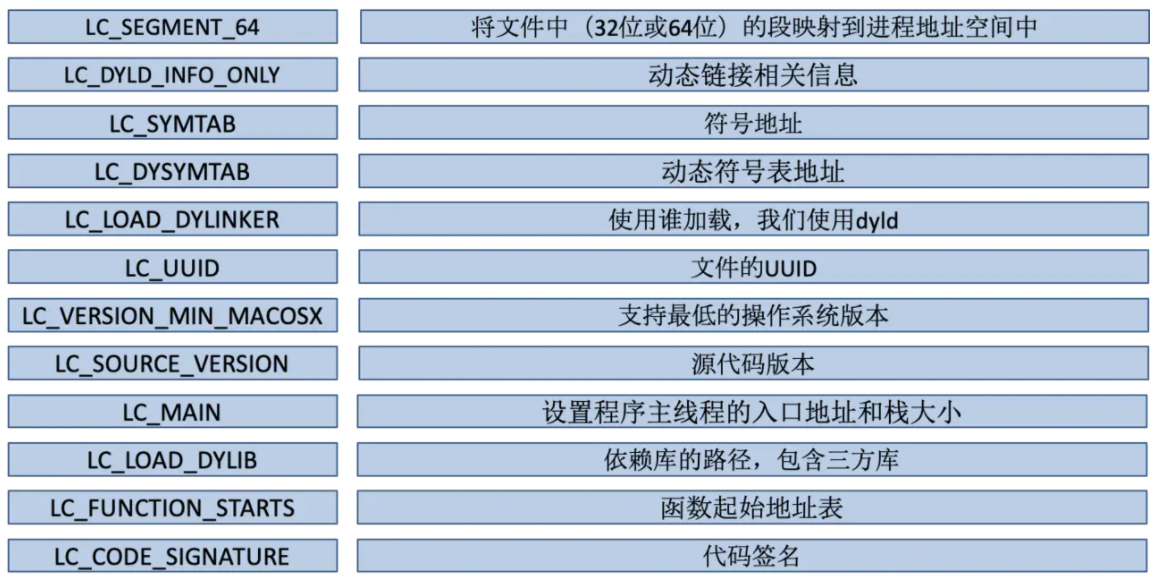 LC_SEGMENT_64 将文件中（32位或64位）的段映射到进程地址空间中
LC_DYLD_INFO_ONLY 动态链接相关信息
LC_SYMTAB 符号地址
LC_DYSYMTAB 动态符号表地址
LC_LOAD_DYLINKER 使用谁加载，我们使用dyld
LC_UUID 文件的UUID
LC_VERSION_MIN_MACOSX 支持最低的操作系统版本
LC_SOURCE_VERSION 源代码版本
LC_MAIN 设置程序主线程的入口地址和栈大小
LC_LOAD_DYLIB 依赖库的路径，包含三方库
LC_FUNCTION_STARTS 函数起始地址表
LC_CODE_SIGNATURE 代码签名